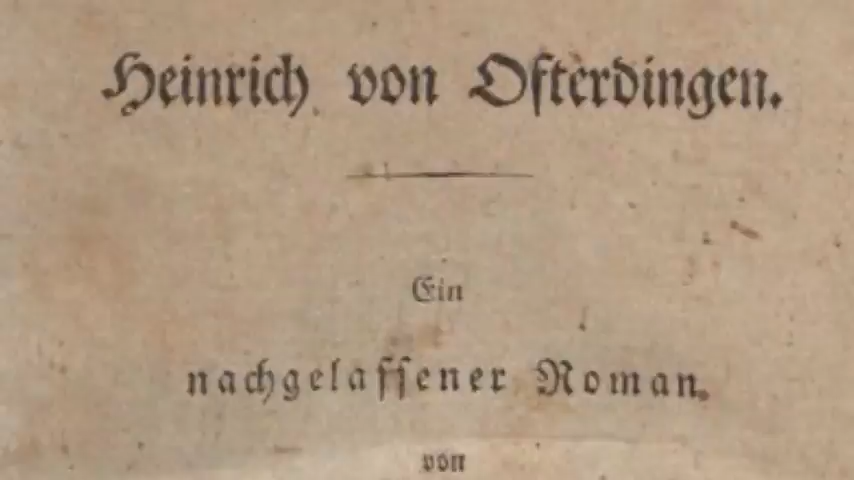 Heinrich von Ofterdingen.
Ein
nachgelaſſener Roman.
von